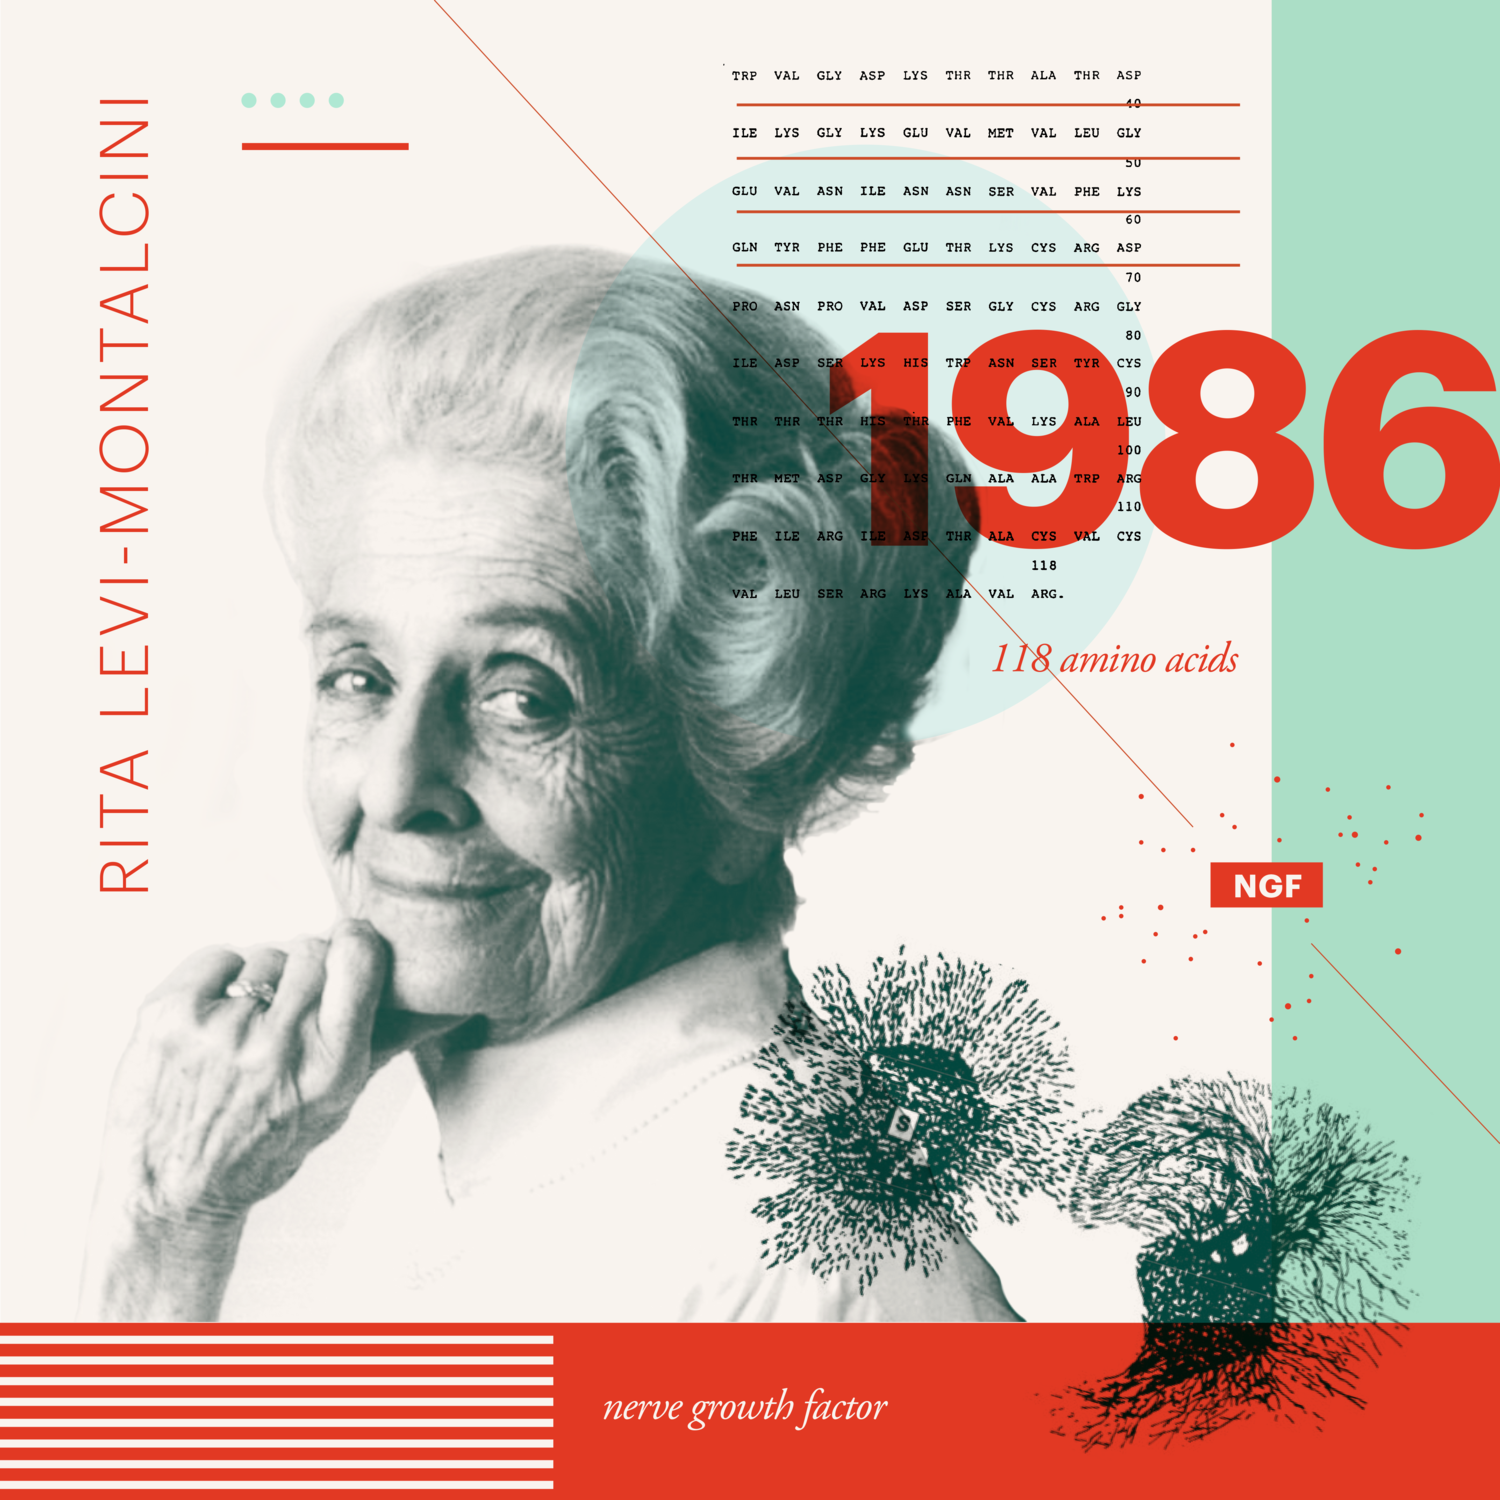 RITA LEVI-MONTALCINI
TRP VAL GLY ASP LYS THR THR ALA THR ASP
40
ILE LYS GLY LYS GLU VAL MET VAL LEU GLY
50
GLU VAL ASN ILE ASN ASN SER VAL PHE LYS
60
GLN TYR PHE PHE GLU THR LYS CYS ARG ASP
70
PRO ASN PRO VAL ASP SER GLY CYS ARG GLY
80
ILE ASP SER LYS HIS TRP ASN SER TYR CYS
90
THR THR THR HIS THR PHE VAL LYS ALA LEU
100
THR MET ASP GLY LYS GLN ALA ALA TRP ARG
110
PHE ILE ARG ILE ASP THR ALA CYS VAL CYS
118
VAL LEU SER ARG LYS ALA VAL ARG.
1986
118 amino acids
NGF
S
nerve growth factor